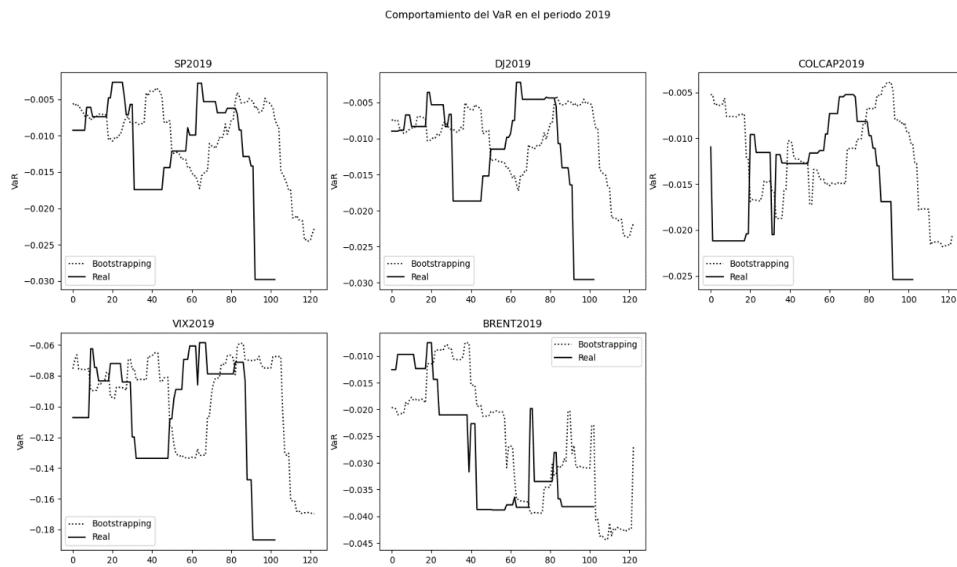 Comportamiento del VaR en el periodo 2019
SP2019
−0.005
−0.010
−0.015
−0.020
−0.025
−0.030
VaR
Bootstrapping
Real
0 20 40 60 80 100 120
DJ2019
−0.005
−0.010
−0.015
−0.020
−0.025
−0.030
VaR
Bootstrapping
Real
0 20 40 60 80 100 120
COLCAP2019
−0.005
−0.010
−0.015
−0.020
−0.025
VaR
Bootstrapping
Real
0 20 40 60 80 100 120
VIX2019
−0.06
−0.08
−0.10
−0.12
−0.14
−0.16
−0.18
VaR
Bootstrapping
Real
0 20 40 60 80 100 120
BRENT2019
−0.010
−0.015
−0.020
−0.025
−0.030
−0.035
−0.040
−0.045
VaR
Bootstrapping
Real
0 20 40 60 80 100 120